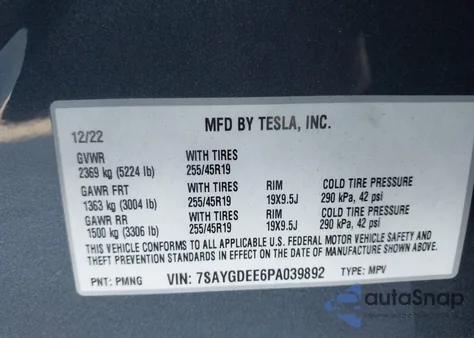 MFD BY TESLA, INC.
12/22
GVWR WITH TIRES
2369 kg (5224 lb) 255/45R19
GAWR FRT WITH TIRES RIM COLD TIRE PRESSURE
1363 kg (3004 lb) 255/45R19 19X9.5J 290 kPa, 42 psi
GAWR RR WITH TIRES RIM COLD TIRE PRESSURE
1500 kg (3306 lb) 255/45R19 19X9.5J 290 kPa, 42 psi
THIS VEHICLE CONFORMS TO ALL APPLICABLE U.S. FEDERAL MOTOR VEHICLE SAFETY AND
THEFT PREVENTION STANDARDS IN EFFECT ON THE DATE OF MANUFACTURE SHOWN ABOVE.
PNT: PMNG VIN: 7SAYGDEE6PA039892 TYPE: MPV
autoSnap